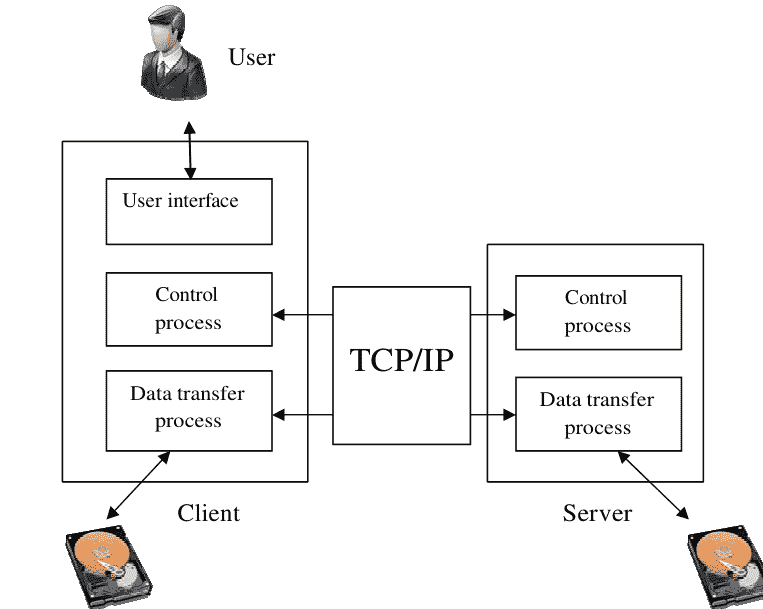 User
User interface
Control
process
Data transfer
process
Client
TCP/IP
Control
process
Data transfer
process
Server